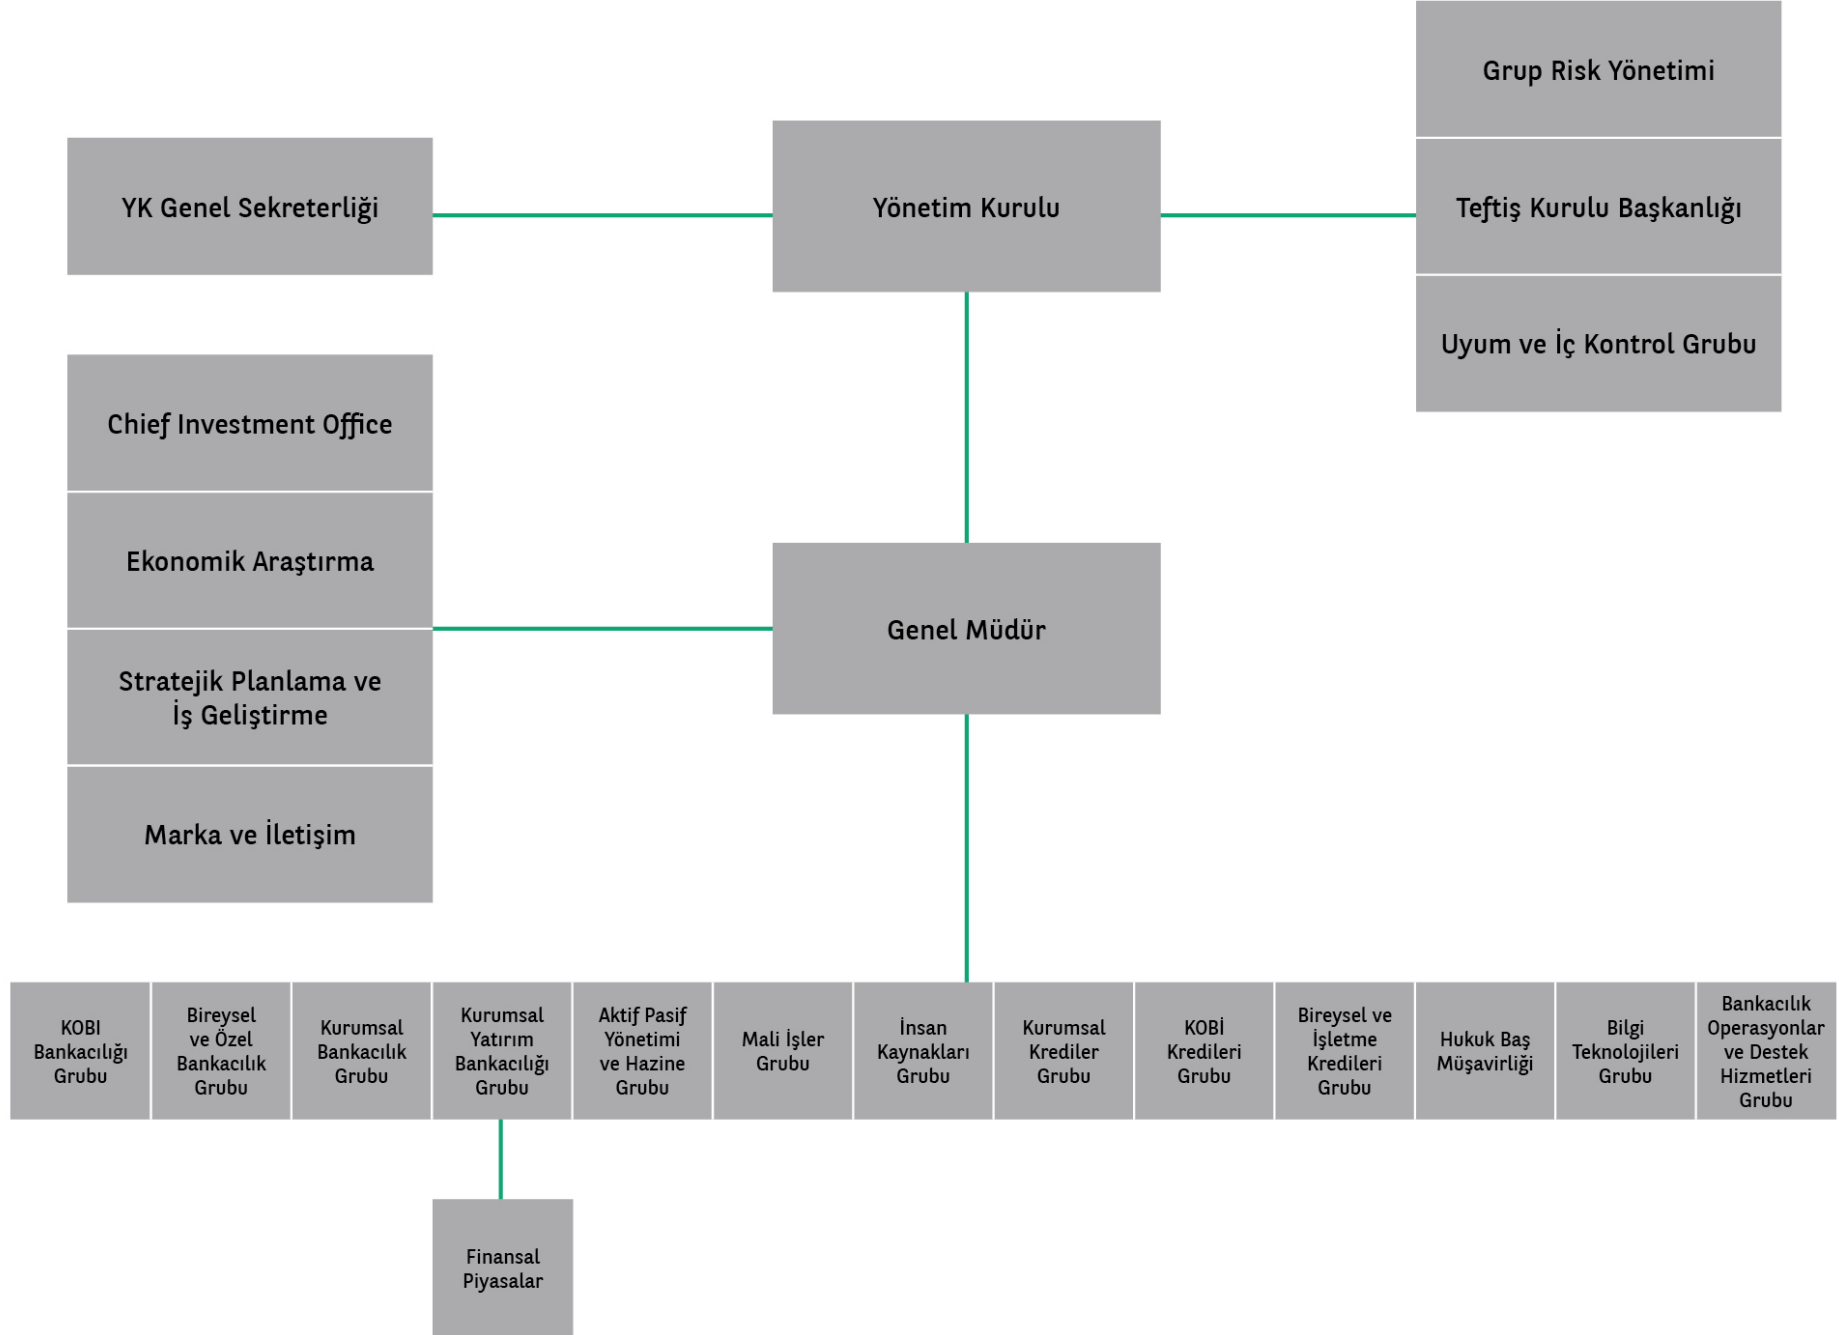 Grup Risk Yönetimi
YK Genel Sekreterliği
Yönetim Kurulu
Teftiş Kurulu Başkanlığı
Uyum ve İç Kontrol Grubu
Chief Investment Office
Ekonomik Araştırma
Genel Müdür
Stratejik Planlama ve
İş Geliştirme
Marka ve İletişim
KOBI
Bankacılığı
Grubu
Bireysel
ve Özel
Bankacılık
Grubu
Kurumsal
Bankacılık
Grubu
Kurumsal
Yatırım
Bankacılığı
Grubu
Aktif Pasif
Yönetimi
ve Hazine
Grubu
Mali İşler
Grubu
İnsan
Kaynakları
Grubu
Kurumsal
Krediler
Grubu
KOBİ
Kredileri
Grubu
Bireysel ve
İşletme
Kredileri
Grubu
Hukuk Baş
Müşavirliği
Bilgi
Teknolojileri
Grubu
Bankacılık
Operasyonlar
ve Destek
Hizmetleri
Grubu
Finansal
Piyasalar